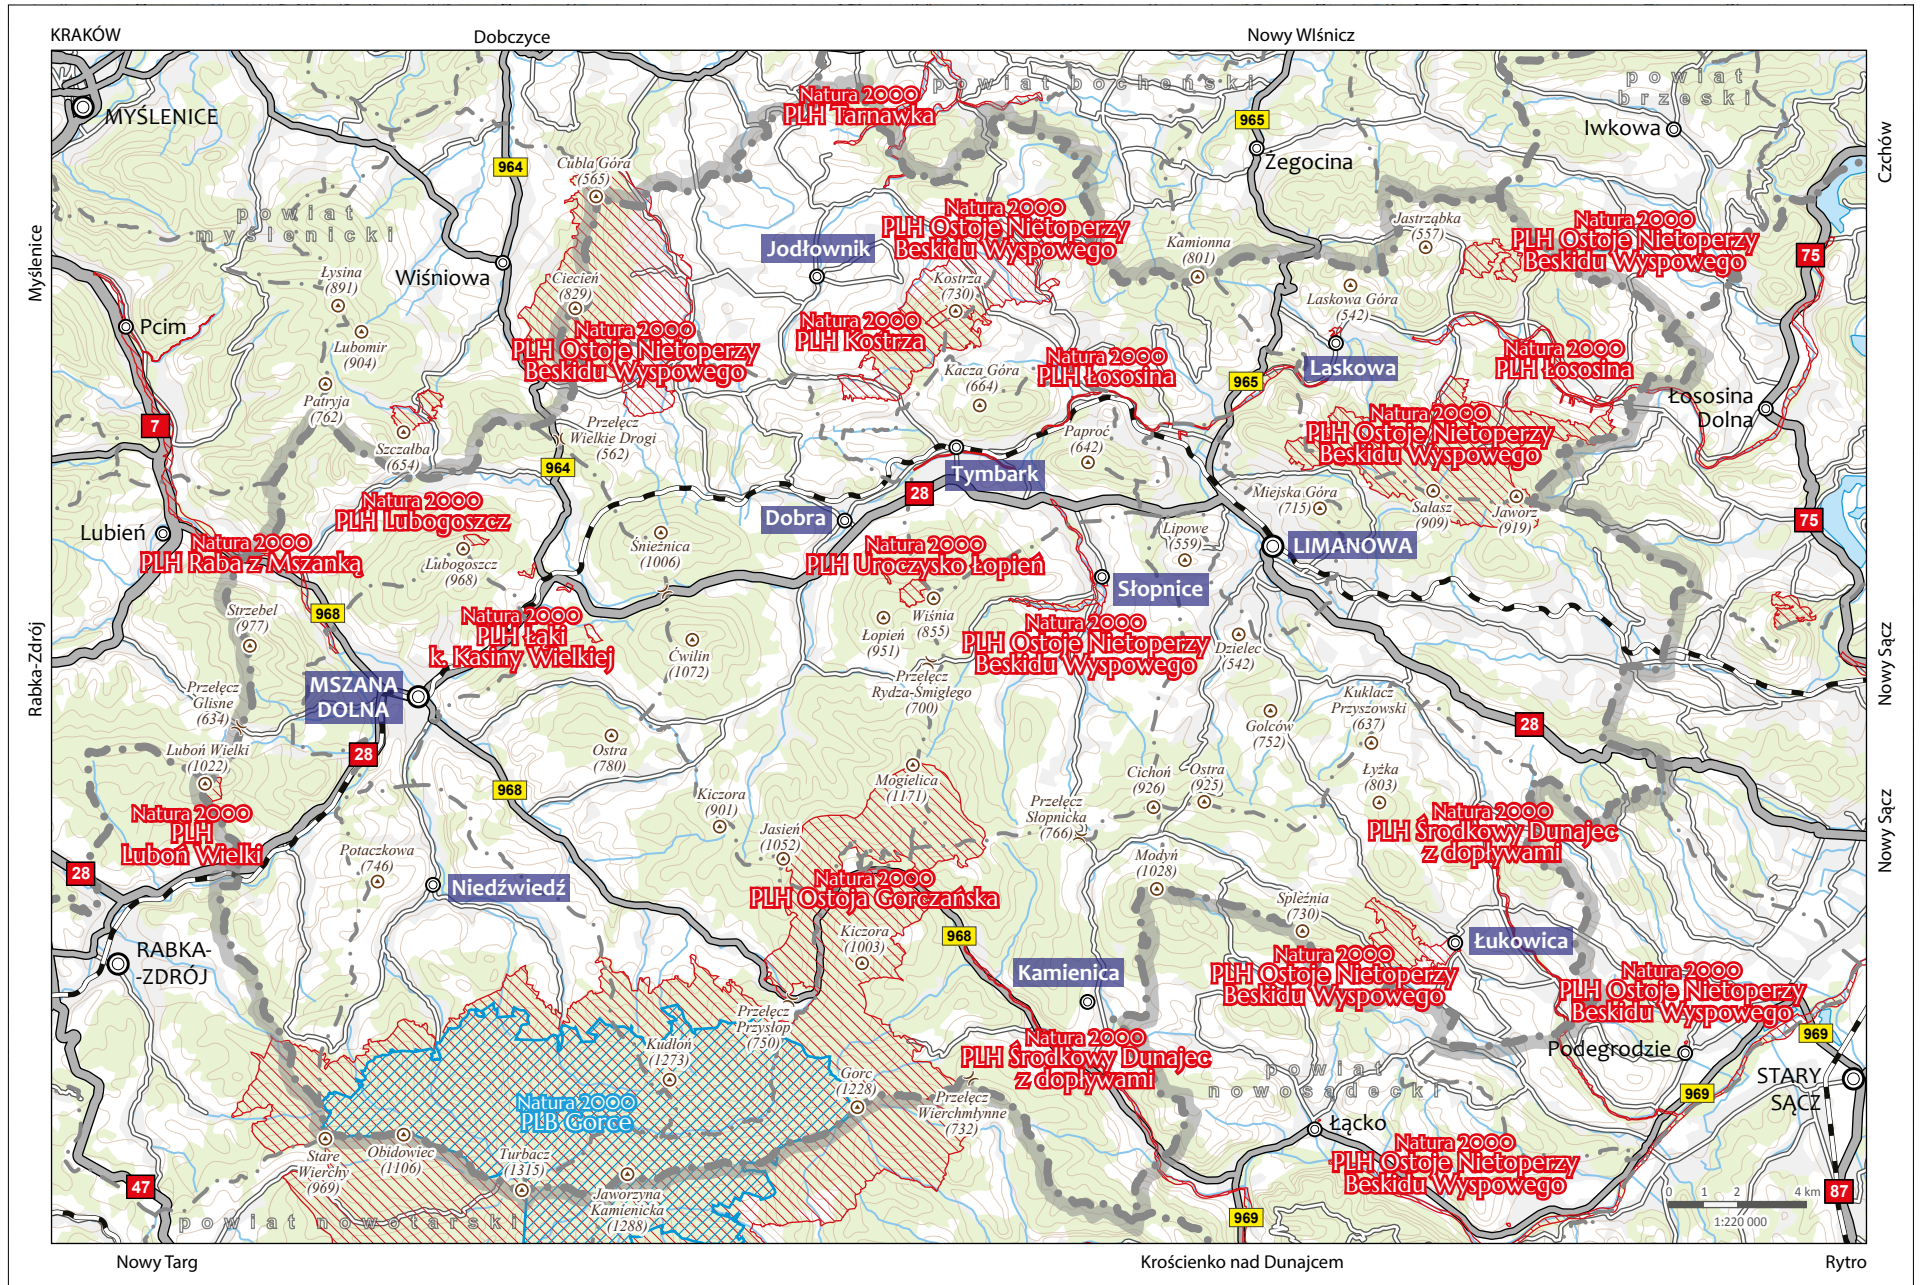 KRAKÓW
Dobczyce
Nowy WIśnicz
MYŚLENICE
Natura 2000
PLH Tarnawka
powiat bocheński
powiat
brzeski
965
Iwkowa
Żegocina
Czchów
964
Cubla Góra
(565)
powiat
myślenicki
Myślenice
Wiśniowa
Łysina
(891)
Jodłownik
Natura 2000
PLH Ostoje Nietoperzy
Beskidu Wyspowego
Kamionna
(801)
Jastrząbka
(557)
Natura 2000
PLH Ostoje Nietoperzy
Beskidu Wyspowego
75
Ciecień
(829)
Kostrza
(730)
Laskowa Góra
(542)
Pcim
Lubomir
(904)
Natura 2000
PLH Ostoje Nietoperzy
Beskidu Wyspowego
Natura 2000
PLH Kostrza
Kacza Góra
(664)
Natura 2000
PLH Łososina
965
Laskowa
Natura 2000
PLH Łososina
Łososina
Dolna
7
Patryja
(762)
Szczałba
(654)
Przełęcz
Wielkie Drogi
(562)
964
Paproć
(642)
Natura 2000
PLH Ostoje Nietoperzy
Beskidu Wyspowego
Tymbark
28
Dobra
Miejska Góra
(715)
Sałasz
(909)
Jaworz
(919)
75
Lubień
Natura 2000
PLH Lubogoszcz
Natura 2000
PLH Raba z Mszanką
Lubogoszcz
(968)
Śnieżnica
(1006)
Natura 2000
PLH Uroczysko Łopień
Lipowe
(559)
LIMANOWA
Słopnice
Strzebel
(977)
968
Natura 2000
PLH Łąki
k. Kasiny Wielkiej
Łopień
(951)
Wiśnia
(855)
Natura 2000
PLH Ostoje Nietoperzy
Beskidu Wyspowego
Dzielec
(542)
Ćwilin
(1072)
Rabka-Zdrój
Nowy Sącz
Przełęcz
Glisne
(634)
MSZANA
DOLNA
Przełęcz
Rydza-Śmigłego
(700)
Kuklacz
Przyszowski
(637)
Golców
(752)
28
28
Luboń Wielki
(1022)
Ostra
(780)
968
Kiczora
(901)
Mogielica
(1171)
Cichoń
(926)
Ostra
(925)
Łyżka
(803)
Przełęcz
Słopnicka
(766)
Natura 2000
PLH
Luboń Wielki
Jasień
(1052)
Natura 2000
PLH Środkowy Dunajec
z dopływami
Nowy Sącz
28
Potaczkowa
(746)
Niedźwiedź
Natura 2000
PLH Ostoja Gorczańska
Modyń
(1028)
Spleźnia
(730)
RABKA-
-ZDRÓJ
Kiczora
(1003)
968
Kamienica
Łukowica
Natura 2000
PLH Ostoje Nietoperzy
Beskidu Wyspowego
Natura 2000
PLH Ostoje Nietoperzy
Beskidu Wyspowego
Przełęcz
Przysłop
(750)
Kudłoń
(1273)
Natura 2000
PLH Środkowy Dunajec
z dopływami
969
Podegrodzie
STARY
SĄCZ
Gorc
(1228)
powiat
nowosądecki
Natura 2000
PLB Gorce
Przełęcz
Wierchmłynne
(732)
969
Łącko
Stare
Wierchy
(969)
Obidowiec
(1106)
Turbacz
(1315)
Natura 2000
PLH Ostoje Nietoperzy
Beskidu Wyspowego
47
Jaworzyna
Kamienicka
(1288)
powiat nowotarski
969
0 1 2 4 km
1:220 000
87
Nowy Targ
Krościenko nad Dunajcem
Rytro